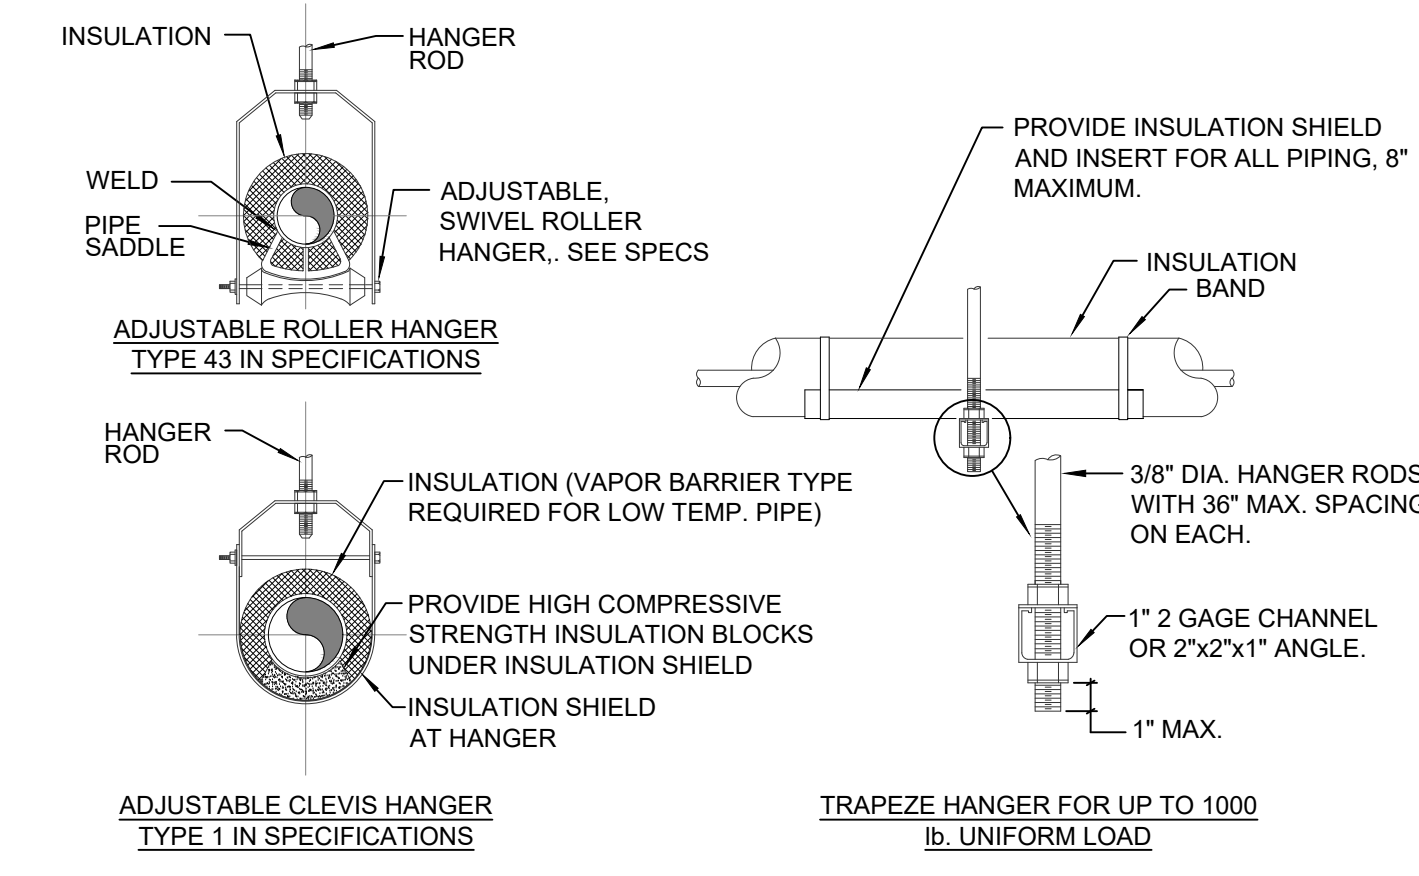 INSULATION
HANGER
ROD
WELD
PIPE
SADDLE
ADJUSTABLE,
SWIVEL ROLLER
HANGER,. SEE SPECS
ADJUSTABLE ROLLER HANGER
TYPE 43 IN SPECIFICATIONS
HANGER
ROD
INSULATION (VAPOR BARRIER TYPE
REQUIRED FOR LOW TEMP. PIPE)
PROVIDE HIGH COMPRESSIVE
STRENGTH INSULATION BLOCKS
UNDER INSULATION SHIELD
INSULATION SHIELD
AT HANGER
ADJUSTABLE CLEVIS HANGER
TYPE 1 IN SPECIFICATIONS
PROVIDE INSULATION SHIELD
AND INSERT FOR ALL PIPING, 8"
MAXIMUM.
INSULATION
BAND
3/8" DIA. HANGER RODS
WITH 36" MAX. SPACING
ON EACH.
1" 2 GAGE CHANNEL
OR 2"x2"x1" ANGLE.
1" MAX.
TRAPEZE HANGER FOR UP TO 1000
lb. UNIFORM LOAD